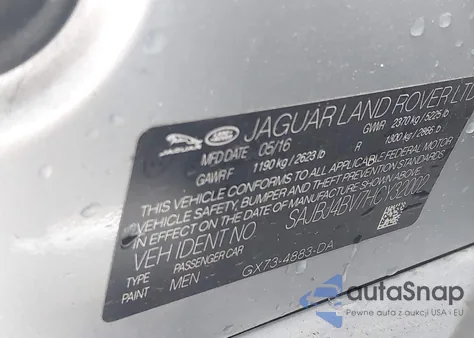 JAGUAR LAND ROVER LTD
MFD DATE 05/16 GWR 2370 kg / 5225 lb
GAWR F 1190 kg / 2623 lb R 1300 kg / 2866 lb
THIS VEHICLE CONFORMS TO ALL APPLICABLE FEDERAL MOTOR
VEHICLE SAFETY, BUMPER AND THEFT PREVENTION STANDARDS
IN EFFECT ON THE DATE OF MANUFACTURE SHOWN ABOVE
VEH IDENT NO SAJBJ4BV7HCY32002
TYPE PASSENGER CAR
PAINT MEN GX73-4883-DA
autaSnap
Pewne auta z aukcji USA i EU